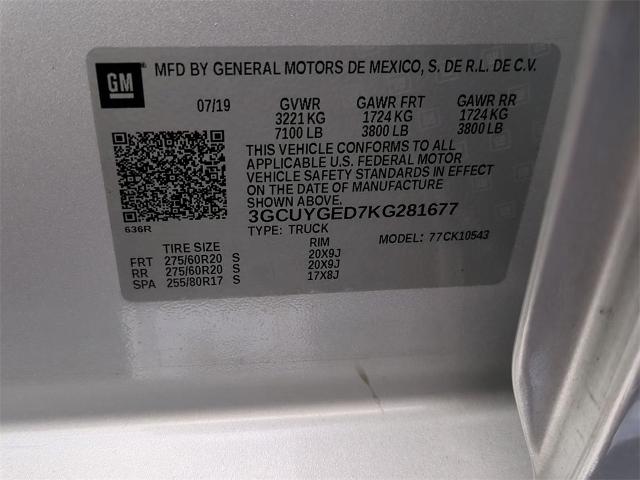 GM MFD BY GENERAL MOTORS DE MEXICO, S. DE R.L. DE C.V.
07/19 GVWR GAWR FRT GAWR RR
3221 KG 1724 KG 1724 KG
7100 LB 3800 LB 3800 LB
THIS VEHICLE CONFORMS TO ALL
APPLICABLE U.S. FEDERAL MOTOR
VEHICLE SAFETY STANDARDS IN EFFECT
ON THE DATE OF MANUFACTURE
SHOWN ABOVE.
3GCUYGED7KG281677
636R TYPE: TRUCK MODEL: 77CK10543
TIRE SIZE RIM
FRT 275/60R20 S 20X9J
RR 275/60R20 S 20X9J
SPA 255/80R17 S 17X8J